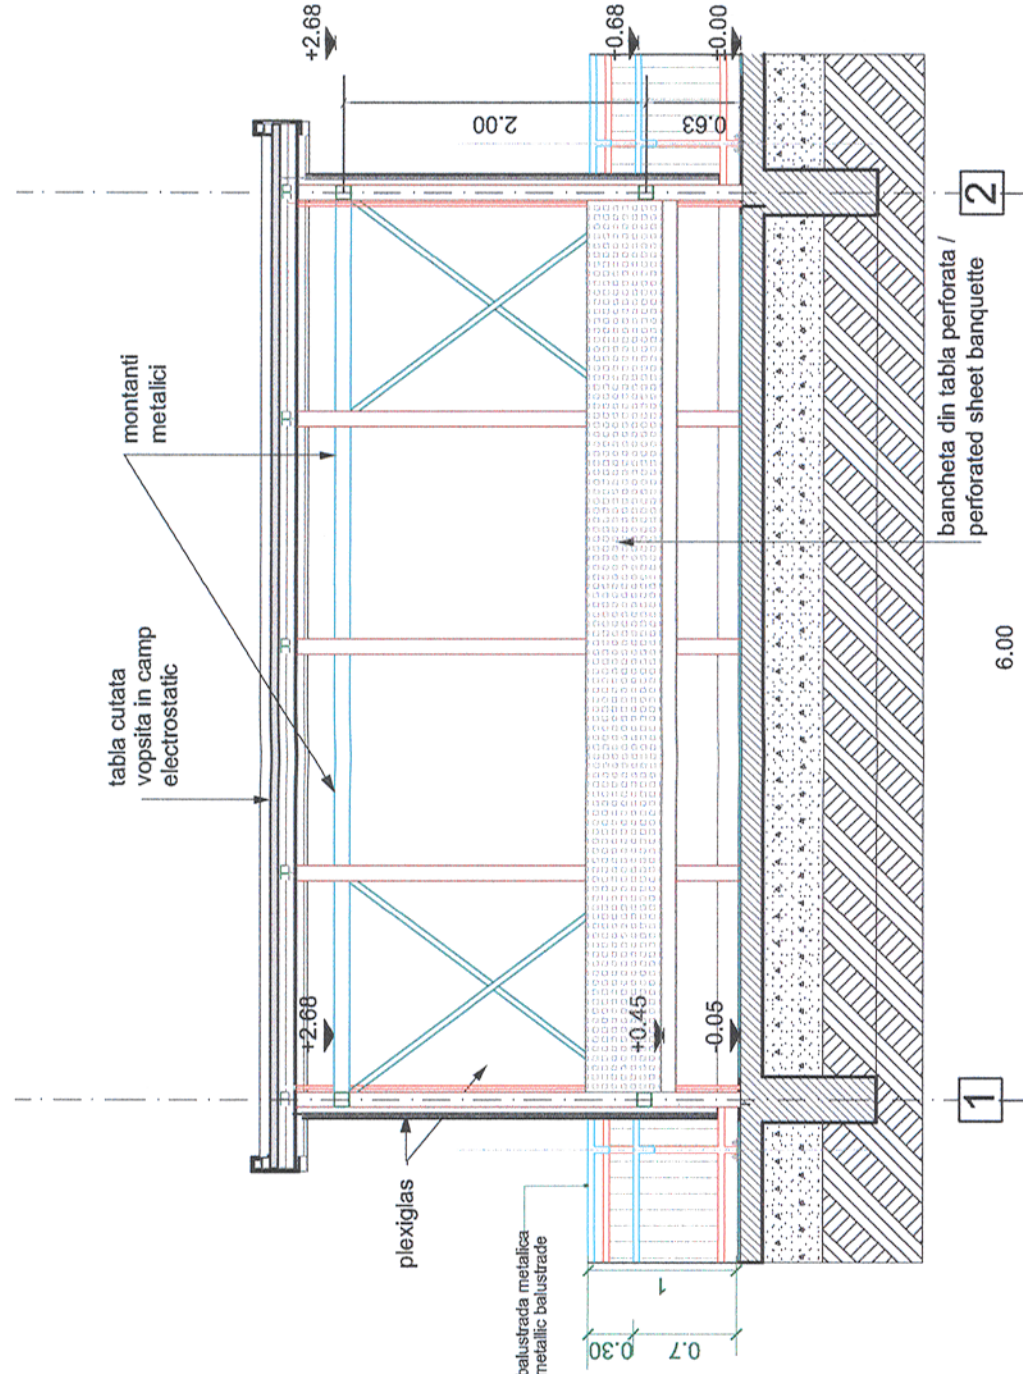 tabla cutata
vopsita in camp
electrostatic
montanti
metalici
+2.68
+0.68
+0.00
2.00
0.63
+2.68
+0.45
-0.05
plexiglas
balustrada metalica
metallic balustrade
0.30
0.7
1
bancheta din tabla perforata /
perforated sheet banquette
6.00
1
2